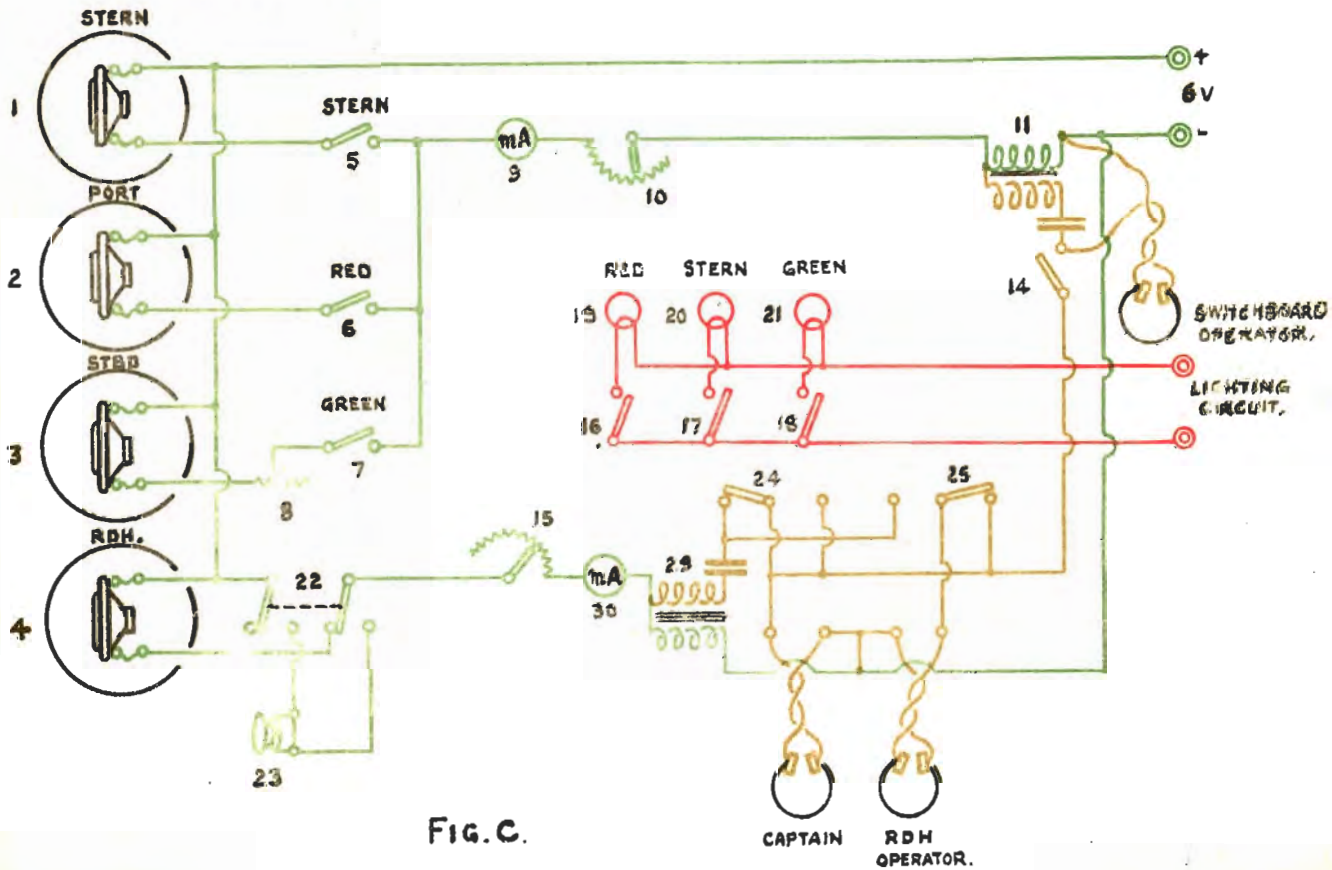 STERN
1
STERN
5
mA
9
10
11
+
6V
-
PORT
2
RED
6
RED
STERN
GREEN
19
20
21
14
SWITCHBOARD
OPERATOR.
STBD
3
GREEN
7
8
16
17
18
LIGHTING
CIRCUIT.
RDH.
4
22
15
mA
30
29
24
25
23
FIG. C.
CAPTAIN
RDH
OPERATOR.